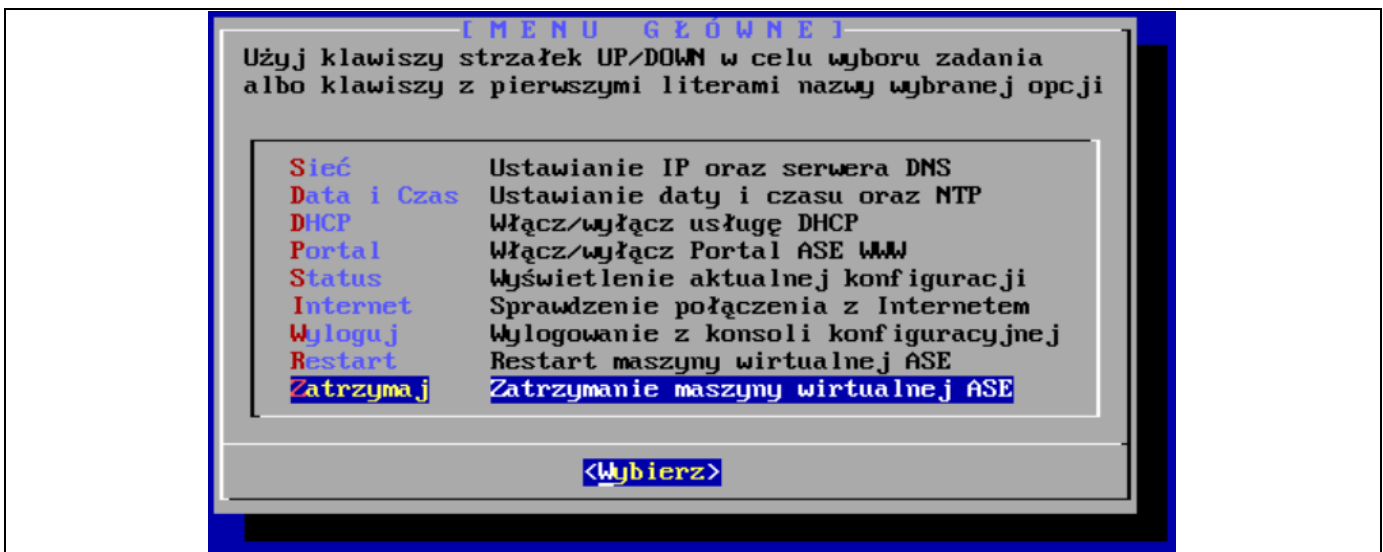 [ M E N U   G Ł Ó W N E ]
Użyj klawiszy strzałek UP/DOWN w celu wyboru zadania
albo klawiszy z pierwszymi literami nazwy wybranej opcji
Sieć Ustawianie IP oraz serwera DNS
Data i Czas Ustawianie daty i czasu oraz NTP
DHCP Włącz/wyłącz usługę DHCP
Portal Włącz/wyłącz Portal ASE WWW
Status Wyświetlenie aktualnej konfiguracji
Internet Sprawdzenie połączenia z Internetem
Wyloguj Wylogowanie z konsoli konfiguracyjnej
Restart Restart maszyny wirtualnej ASE
Zatrzymaj Zatrzymanie maszyny wirtualnej ASE
<Wybierz>